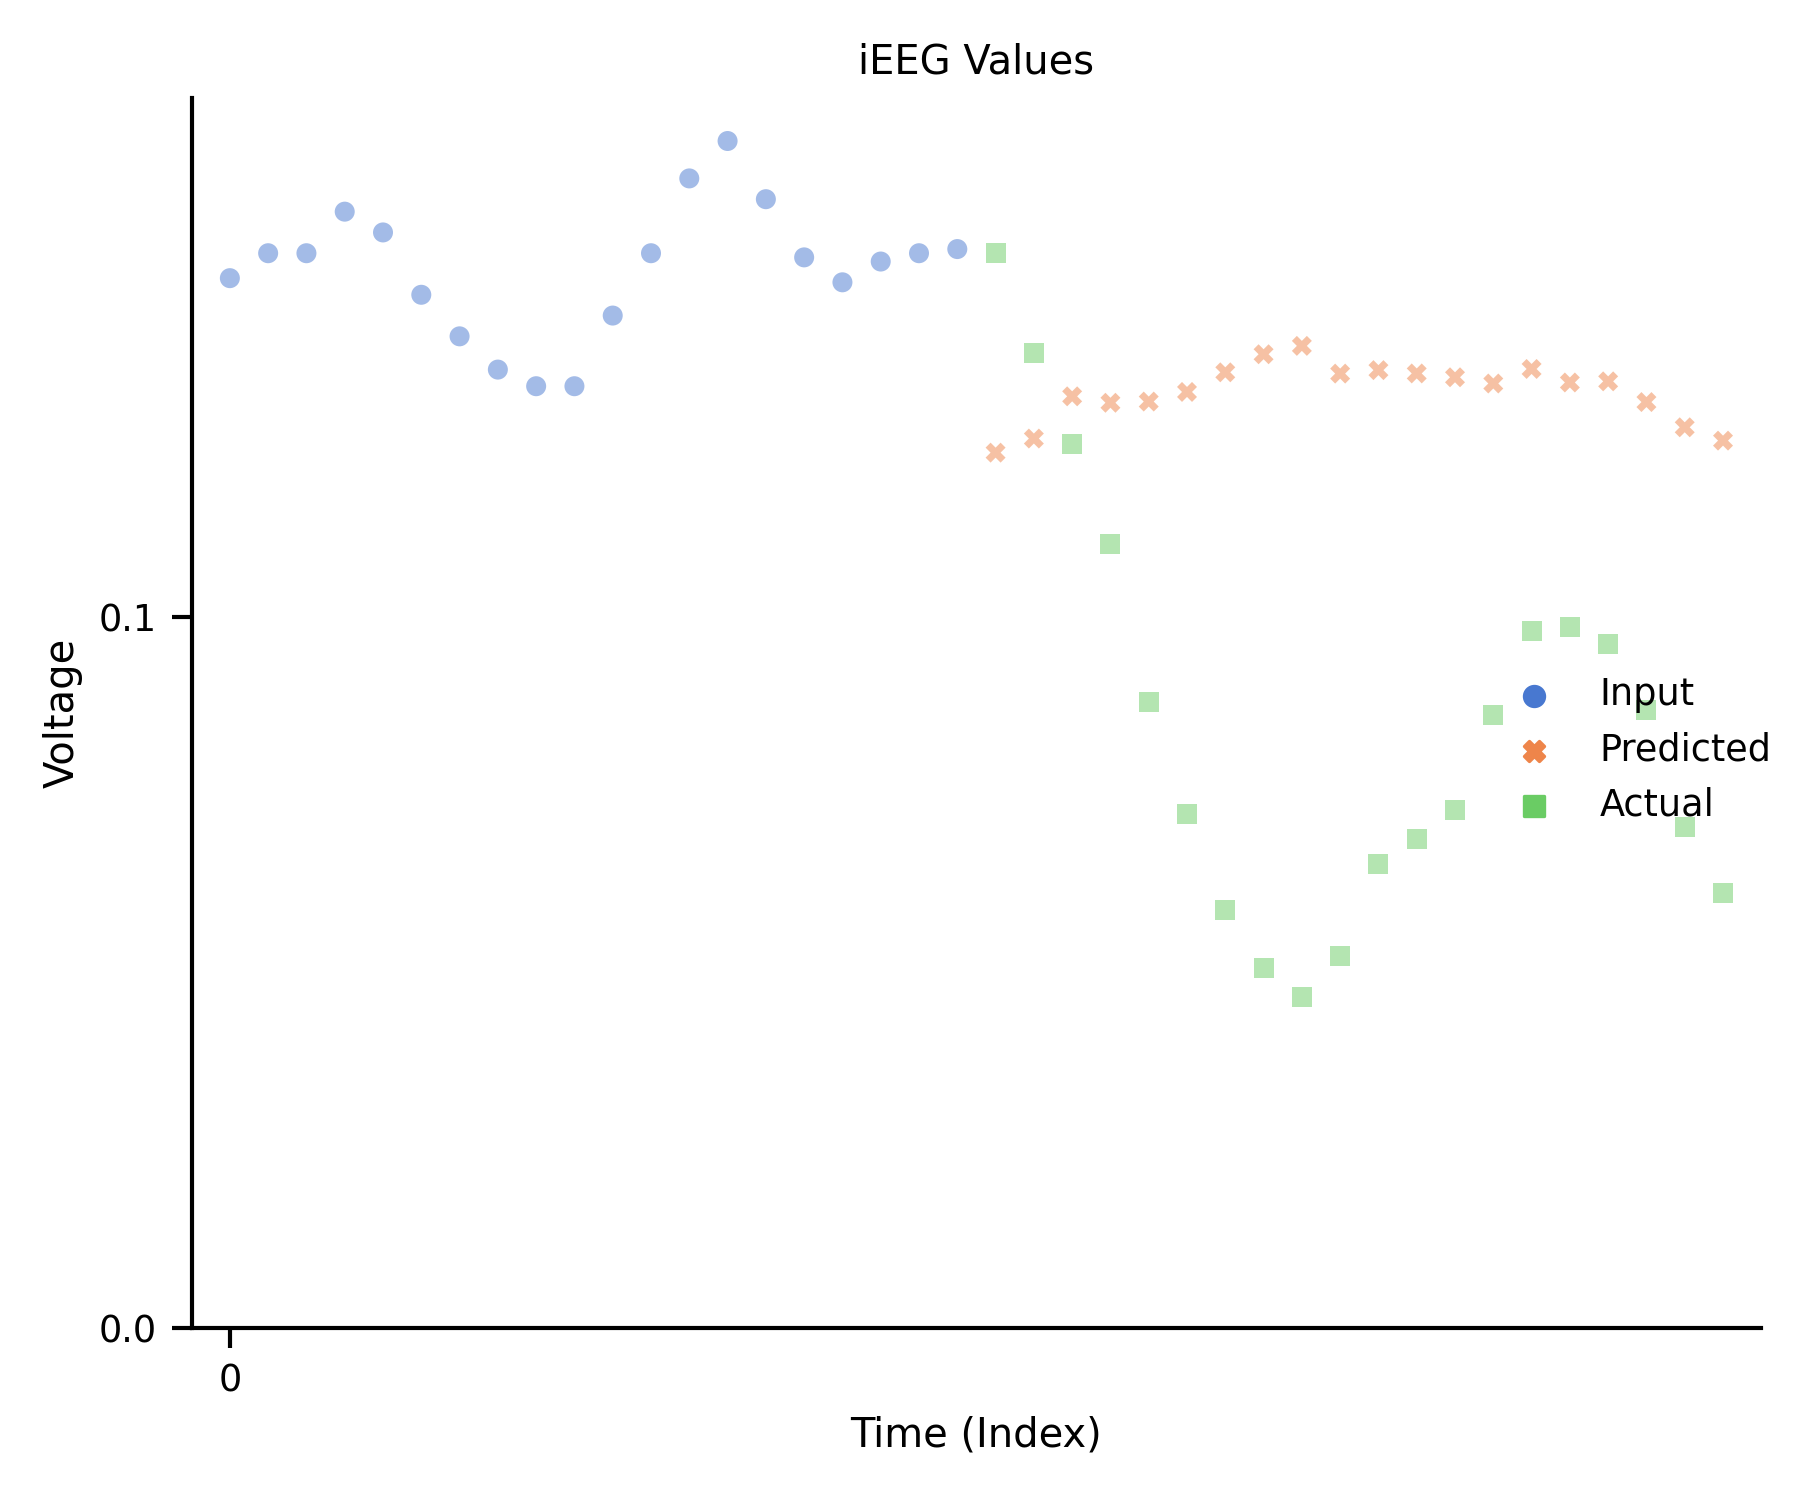 iEEG Values
Voltage
0.1
0.0
0
Time (Index)
Input
Predicted
Actual